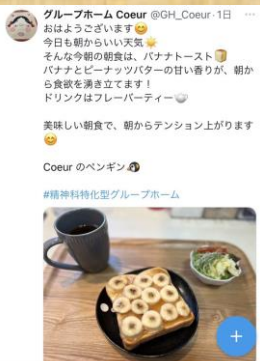 グループホーム Coeur @GH_Coeur·1日
おはようございます😊
今日も朝からいい天気☀️
そんな今朝の朝食は、バナナトースト🍞
バナナとピーナッツバターの甘い香りが、朝か
ら食欲を湧き立てます！
ドリンクはフレーバーティー☕
美味しい朝食で、朝からテンション上がります
😊
Coeur のペンギン🐧
#精神科特化型グループホーム